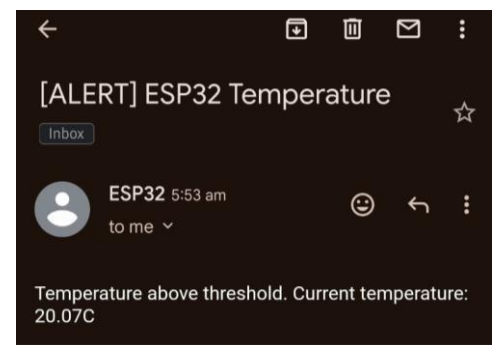 [ALERT] ESP32 Temperature
Inbox
ESP32 5:53 am
to me
Temperature above threshold. Current temperature:
20.07C